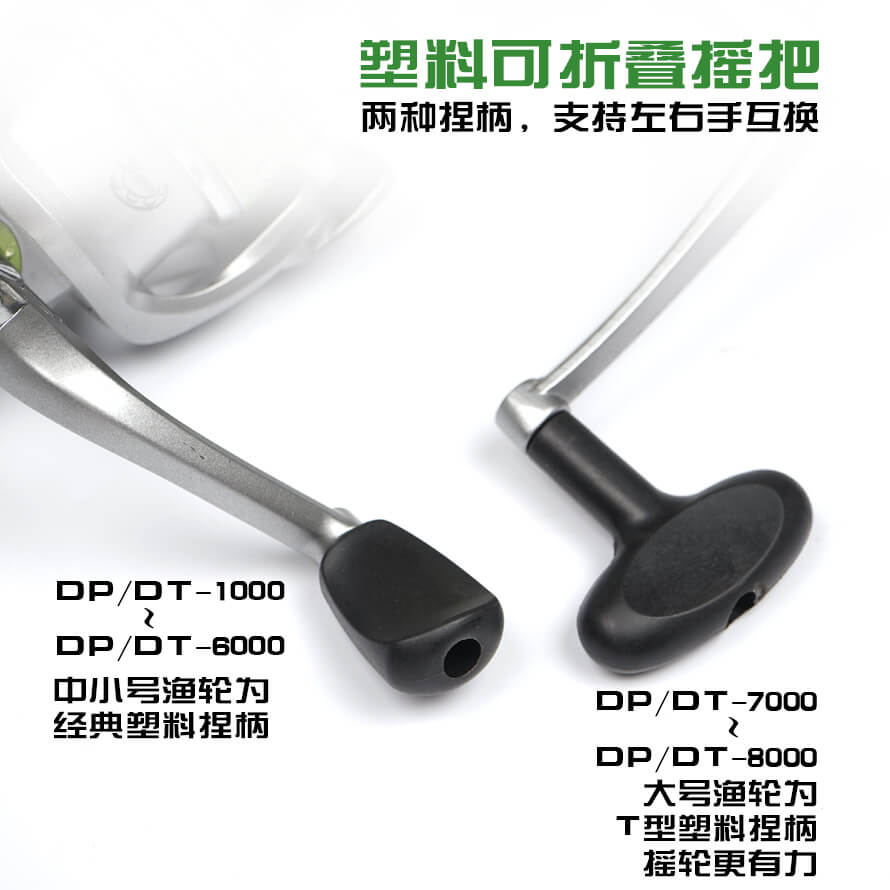 塑料可折叠摇把
两种捏柄，支持左右手互换
DP/DT-1000
~
DP/DT-6000
中小号渔轮为
经典塑料捏柄
DP/DT-7000
~
DP/DT-8000
大号渔轮为
T型塑料捏柄
摇轮更有力